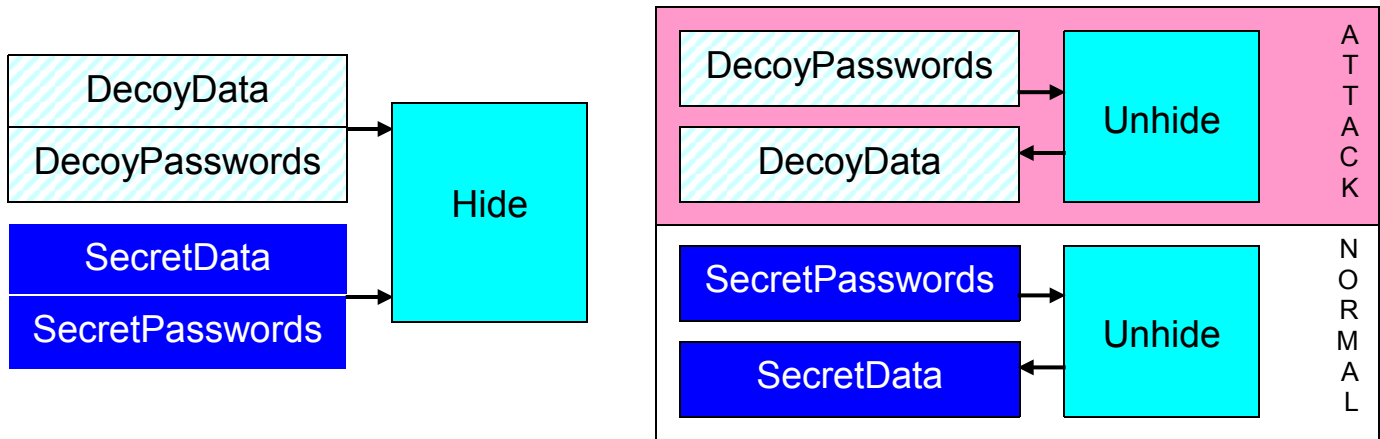 DecoyData
DecoyPasswords
SecretData
SecretPasswords
Hide
DecoyPasswords
DecoyData
Unhide
ATTACK
SecretPasswords
SecretData
Unhide
NORMAL